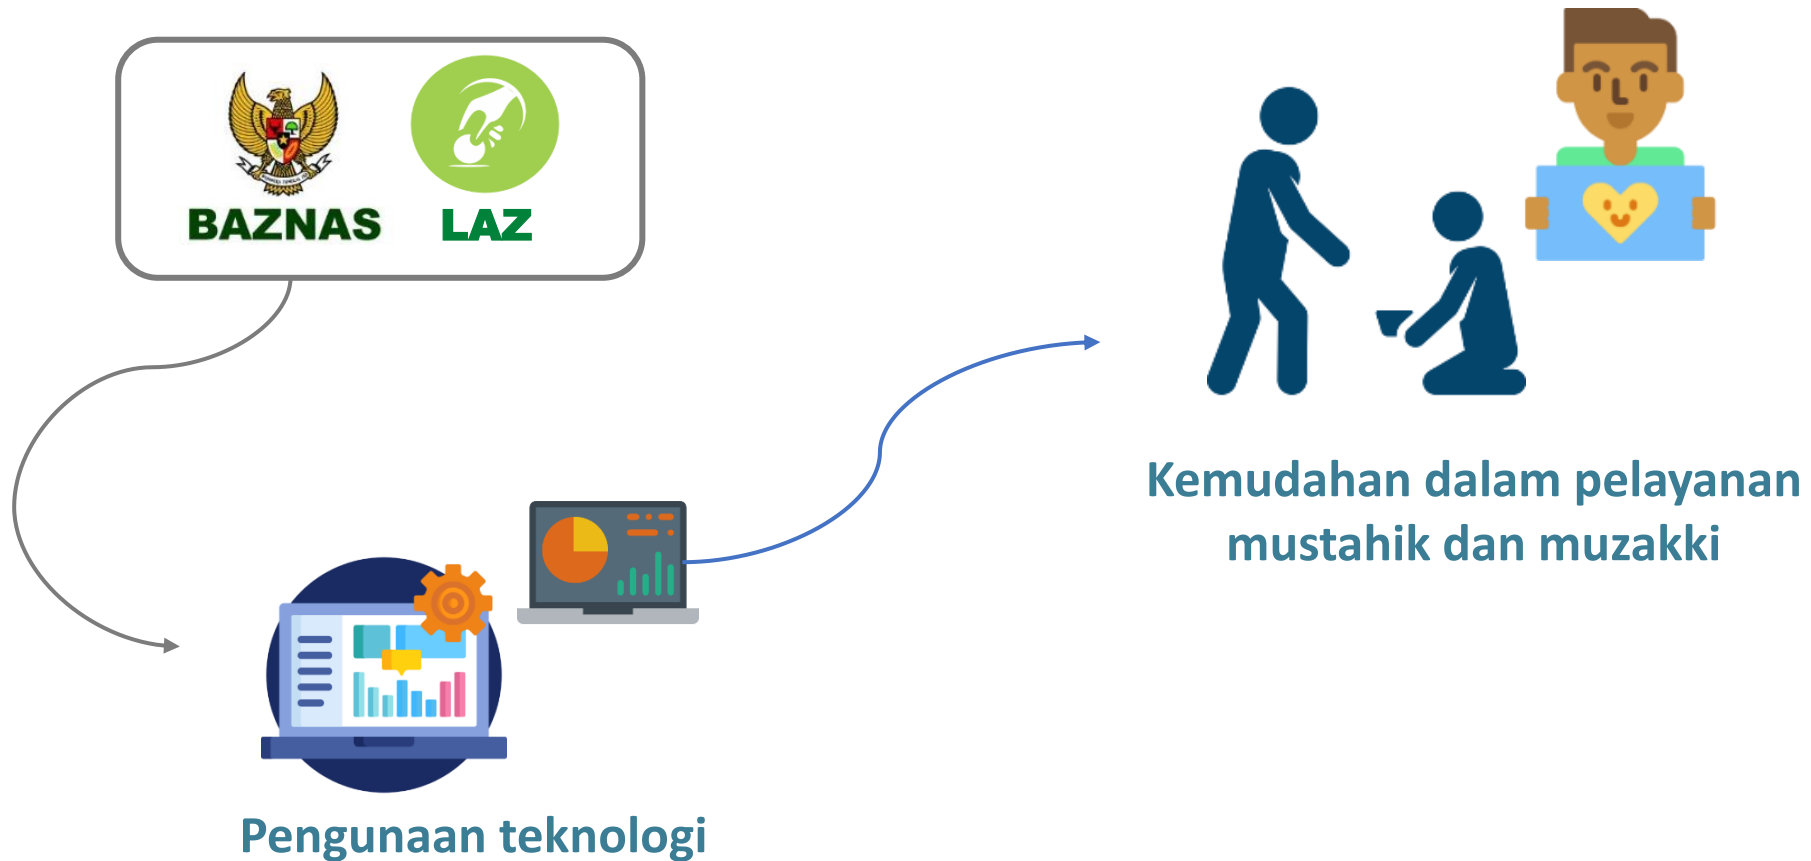 BAZNAS
LAZ
Kemudahan dalam pelayanan
mustahik dan muzakki
Pengunaan teknologi